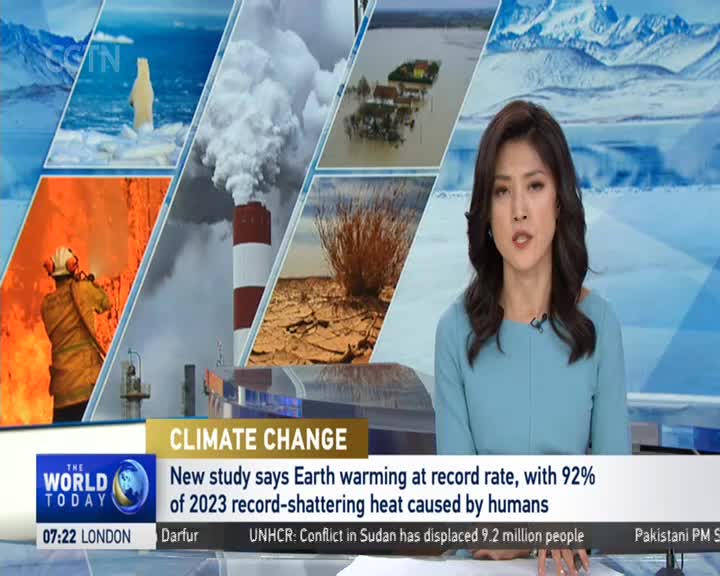 CGTN
CLIMATE CHANGE
New study says Earth warming at record rate, with 92%
of 2023 record-shattering heat caused by humans
THE
WORLD
TODAY
07:22 LONDON
Darfur UNHCR: Conflict in Sudan has displaced 9.2 million people Pakistani PM S